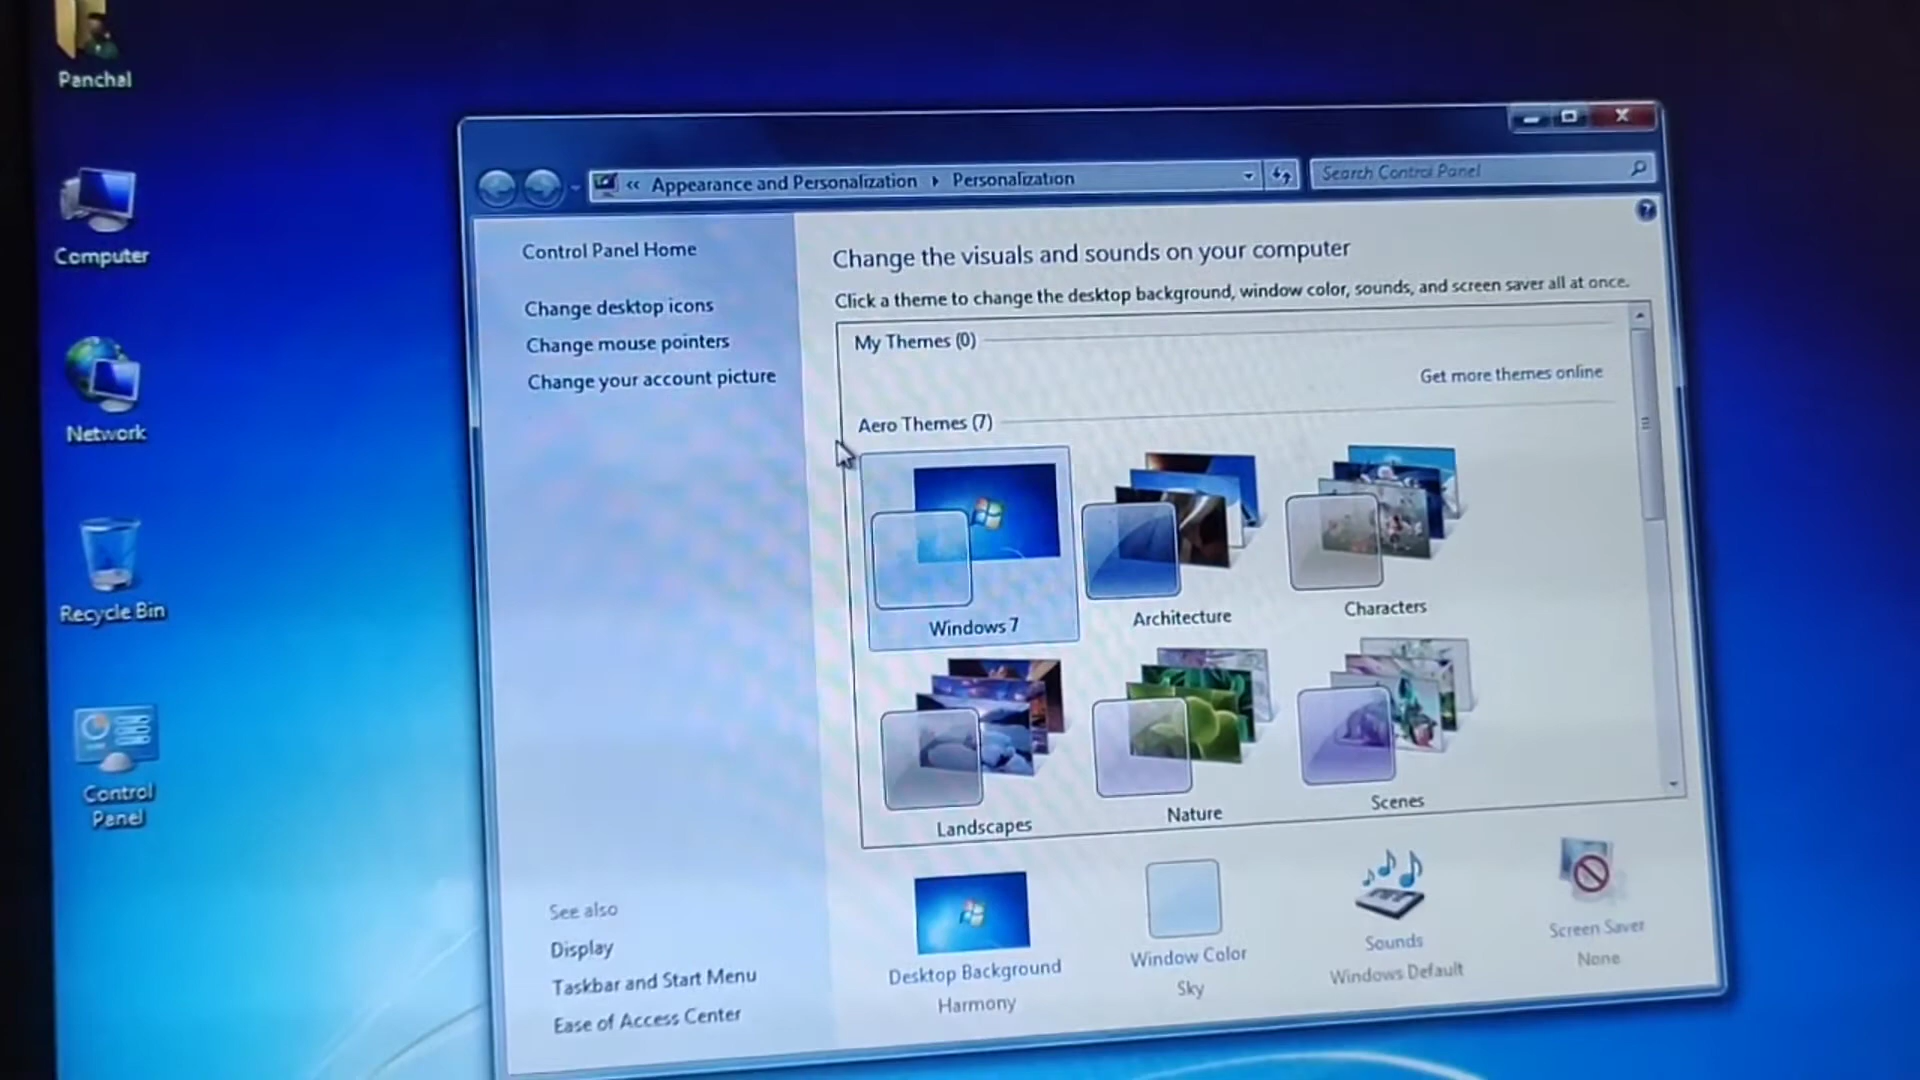 Panchal
Computer
Network
Recycle Bin
Control
Panel
« Appearance and Personalization
Personalization
Search Control Panel
Control Panel Home
Change desktop icons
Change mouse pointers
Change your account picture
See also
Display
Taskbar and Start Menu
Ease of Access Center
Change the visuals and sounds on your computer
Click a theme to change the desktop background, window color, sounds, and screen saver all at once.
My Themes (0)
Get more themes online
Aero Themes (7)
Windows 7
Architecture
Characters
Landscapes
Nature
Scenes
Desktop Background
Harmony
Window Color
Sky
Sounds
Windows Default
Screen Saver
None